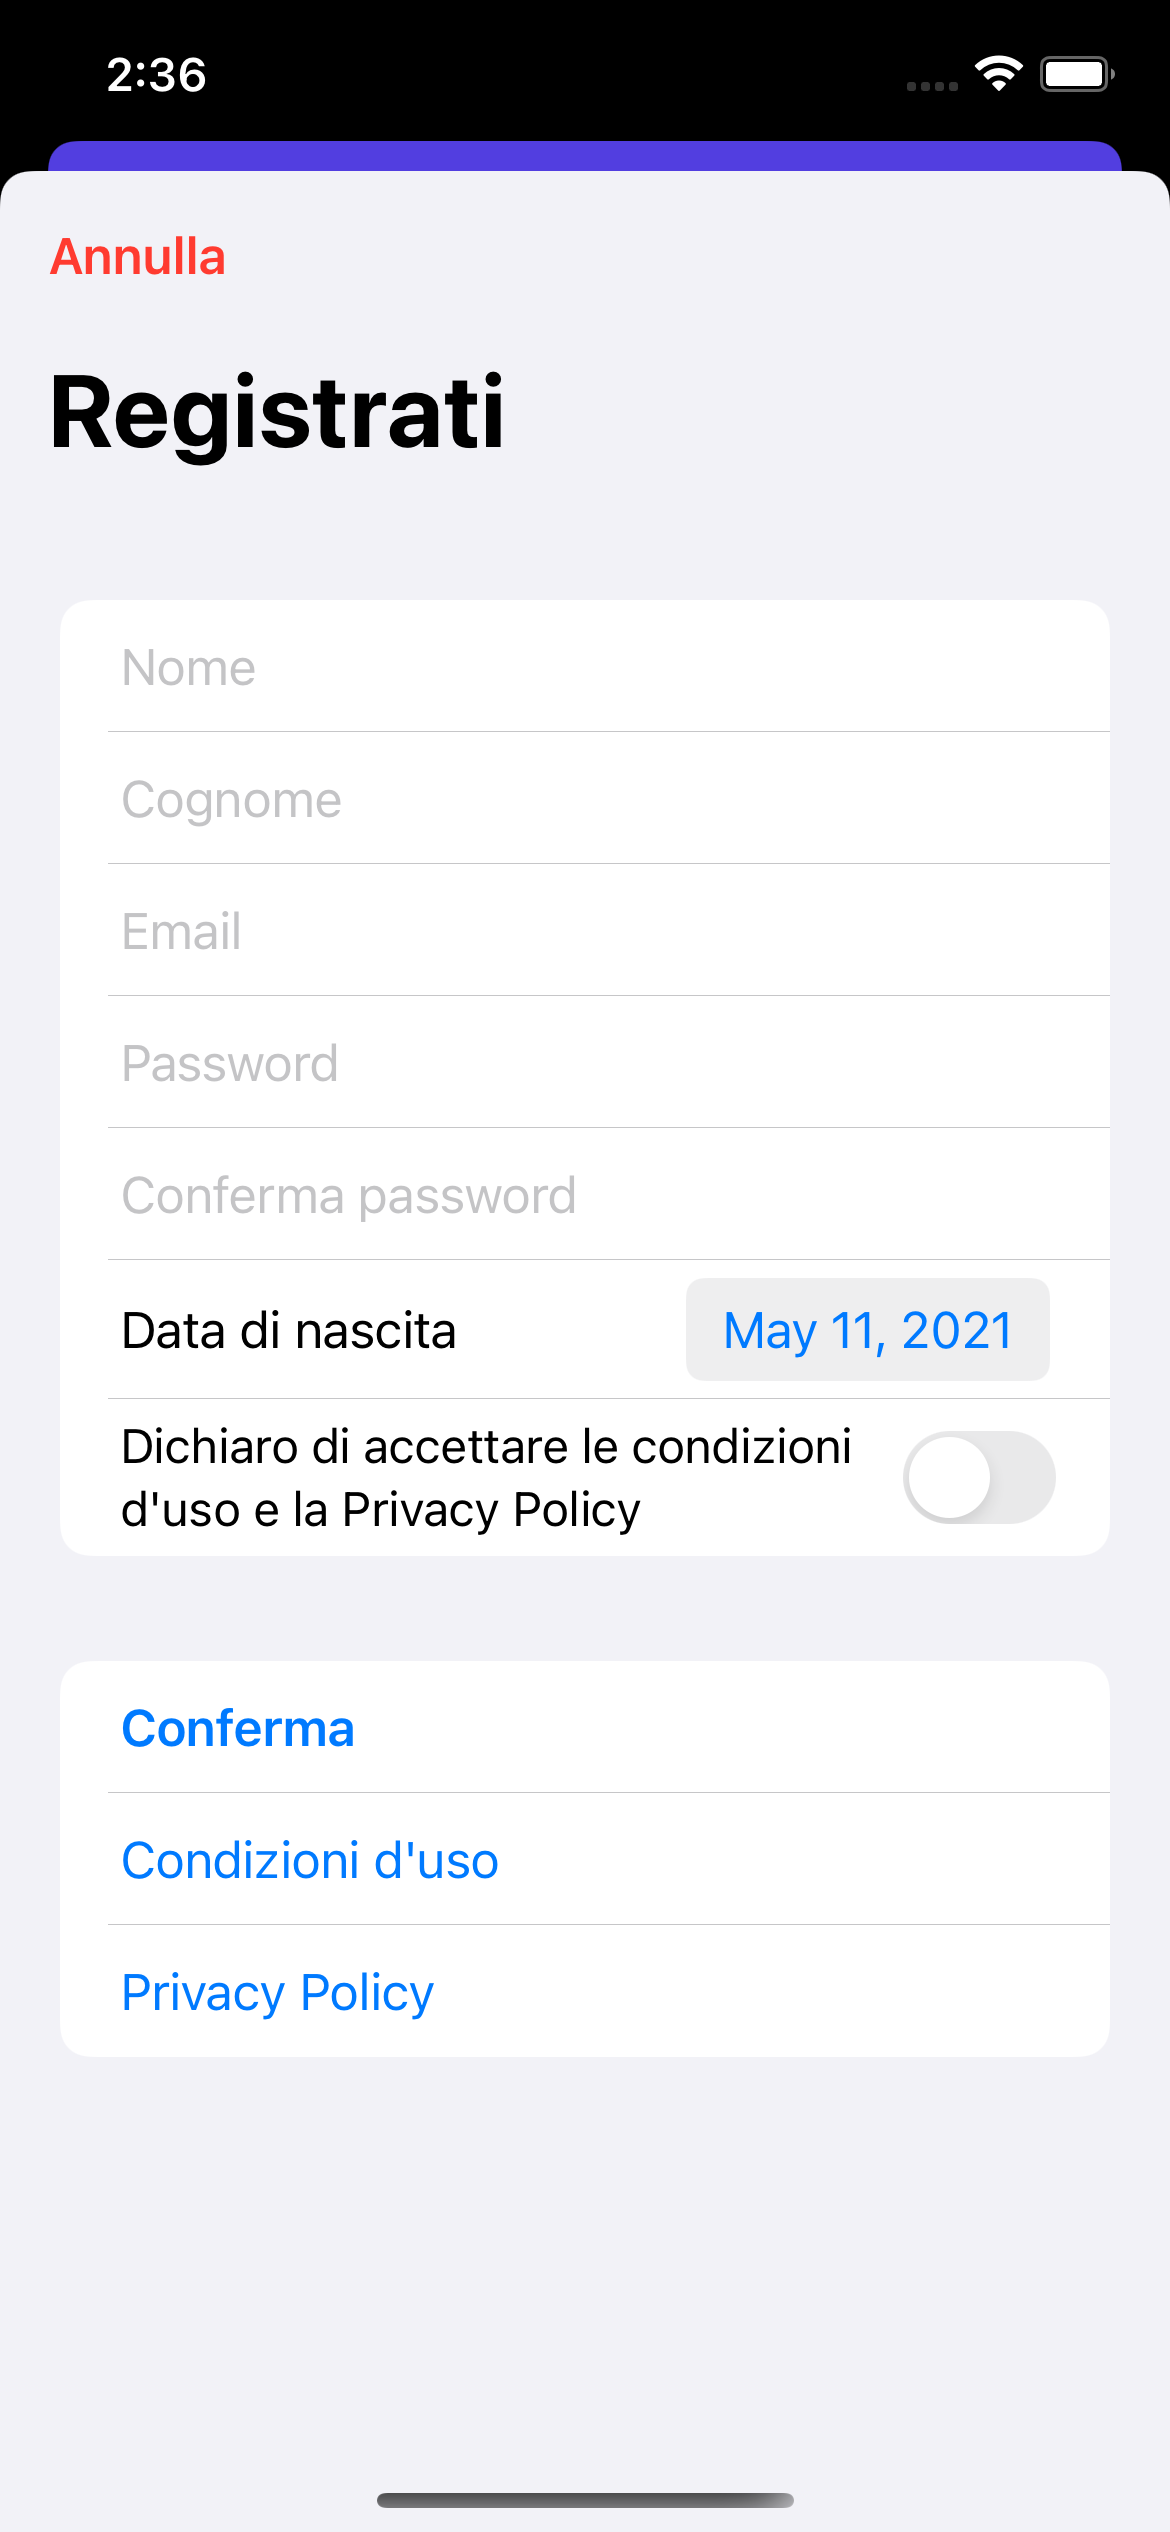 2:36
Annulla
Registrati
Nome
Cognome
Email
Password
Conferma password
Data di nascita
May 11, 2021
Dichiaro di accettare le condizioni
d'uso e la Privacy Policy
Conferma
Condizioni d'uso
Privacy Policy